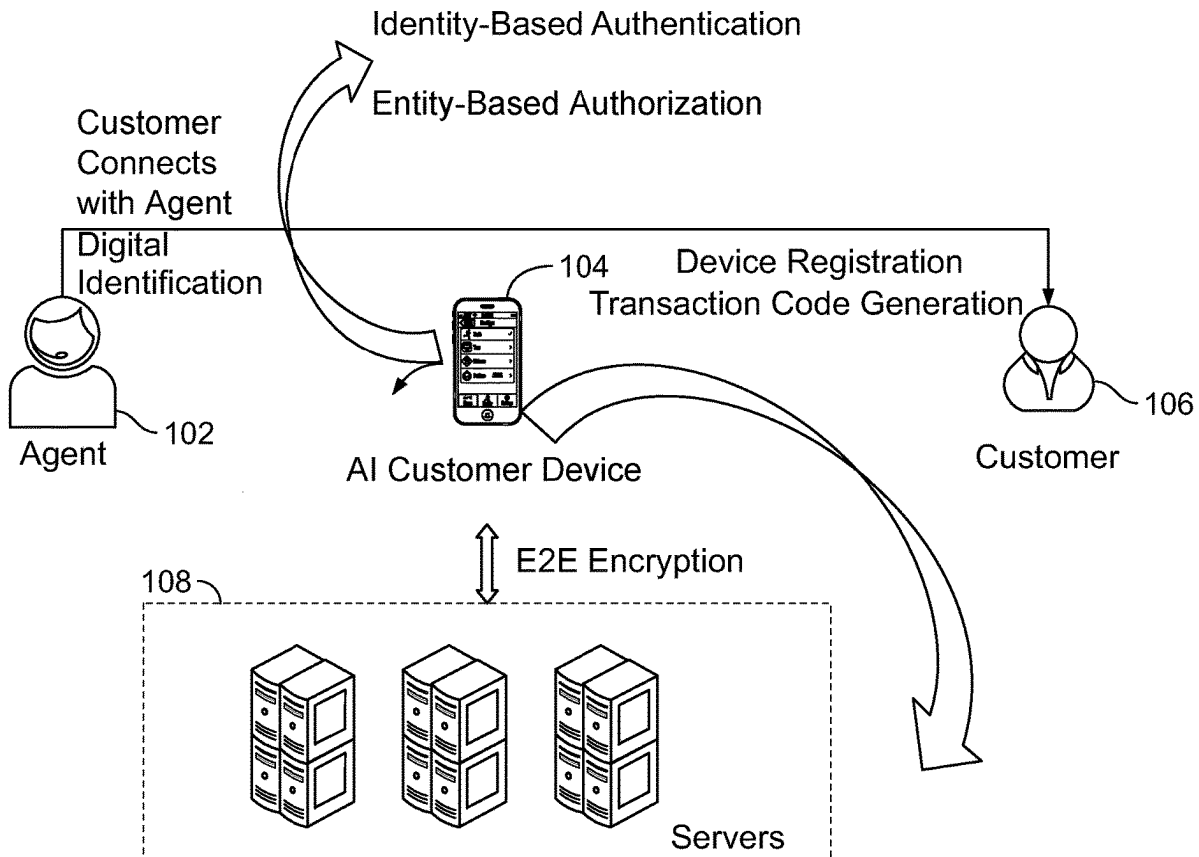 Identity-Based Authentication
Entity-Based Authorization
Customer
Connects
with Agent
Digital
Identification
104
Device Registration
Transaction Code Generation
102
106
Agent
AI Customer Device
Customer
E2E Encryption
108
Servers